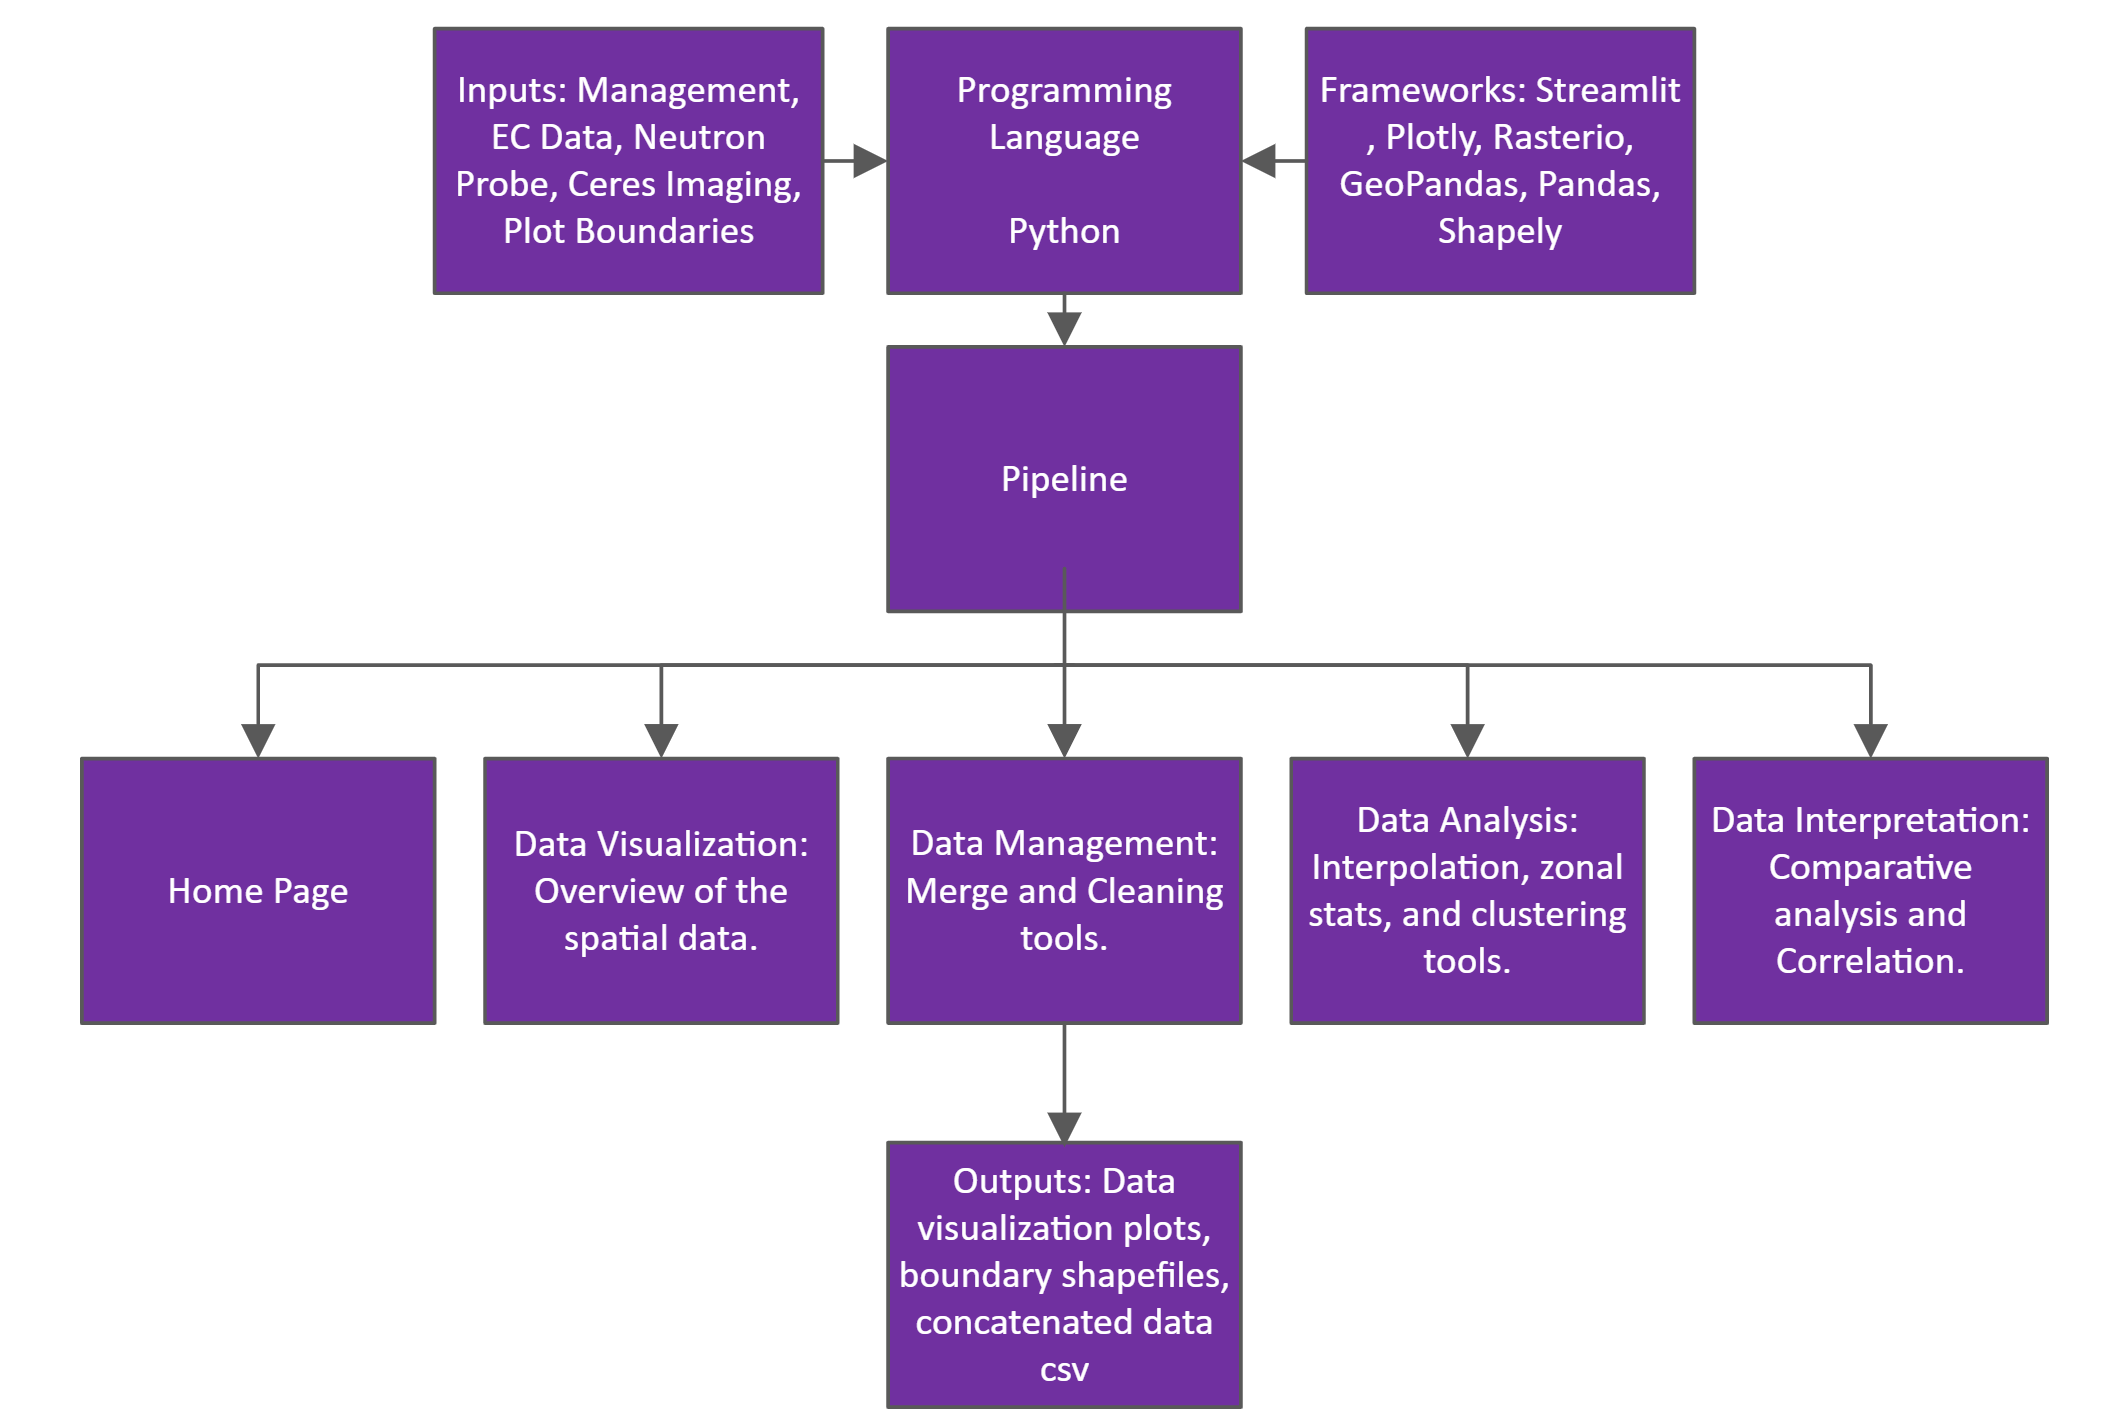 Inputs: Management,
EC Data, Neutron
Probe, Ceres Imaging,
Plot Boundaries
Programming
Language
Python
Frameworks: Streamlit
, Plotly, Rasterio,
GeoPandas, Pandas,
Shapely
Pipeline
Home Page
Data Visualization:
Overview of the
spatial data.
Data Management:
Merge and Cleaning
tools.
Data Analysis:
Interpolation, zonal
stats, and clustering
tools.
Data Interpretation:
Comparative
analysis and
Correlation.
Outputs: Data
visualization plots,
boundary shapefiles,
concatenated data
csv